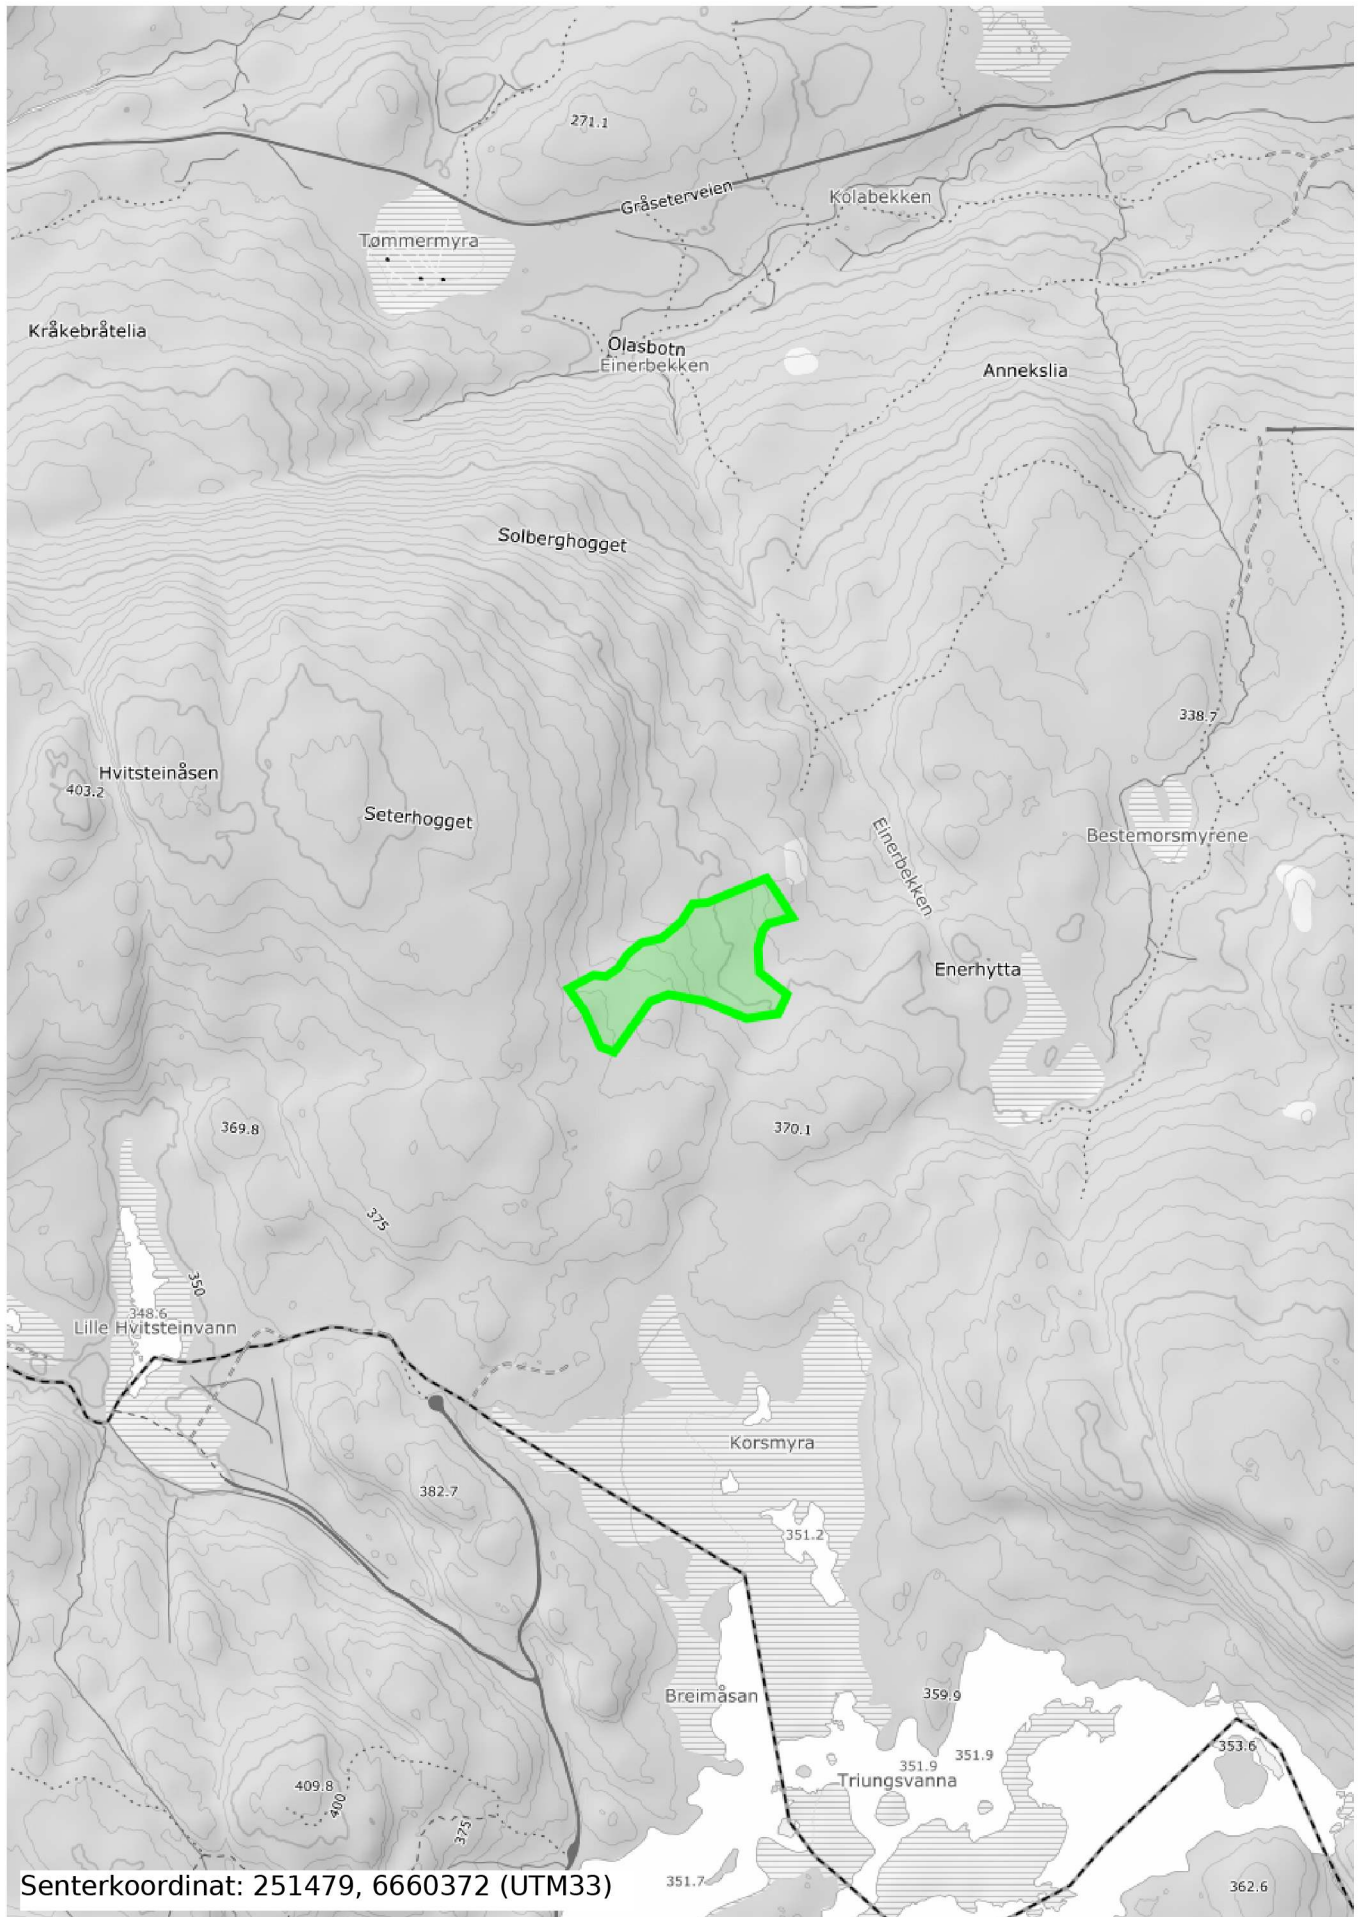 271.1
Gråseterveien
Kolabekken
Tømmermyra
Kråkebråtelia
Olasbotn
Einerbekken
Annekslia
Solberghogget
338.7
Hvitsteinåsen
403.2
Seterhogget
Bestemorsmyrene
Einerbekken
Enerhytta
369.8
370.1
375
350
348.6
Lille Hvitsteinvann
Korsmyra
382.7
351.2
Breimåsan
359.9
353.6
351.9
351.9
Triungsvanna
409.8
400
375
351.7
362.6
Senterkoordinat: 251479, 6660372 (UTM33)